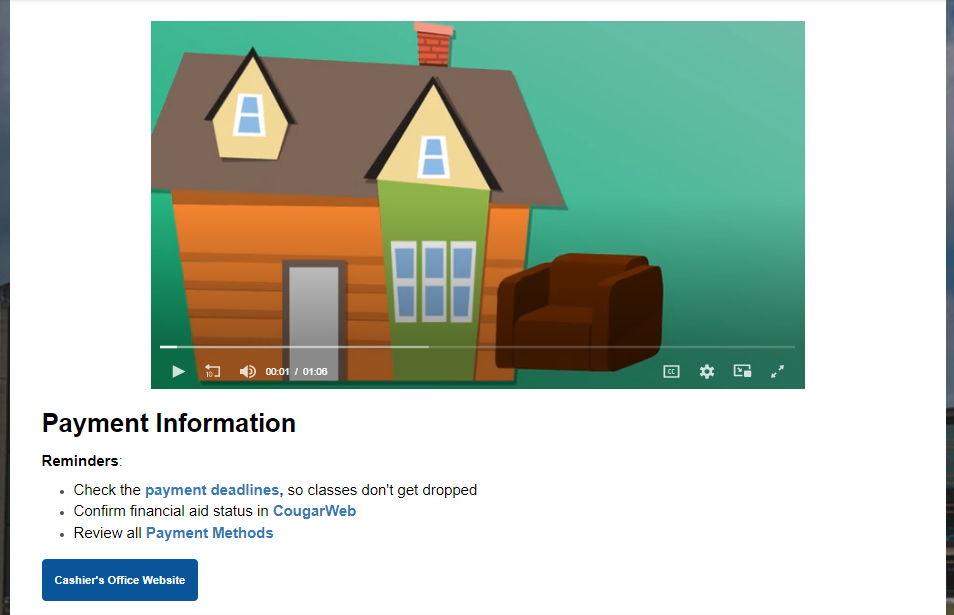 10
00:01 / 01:06
CC
Payment Information
Reminders:
Check the payment deadlines, so classes don't get dropped
Confirm financial aid status in CougarWeb
Review all Payment Methods
Cashier's Office Website